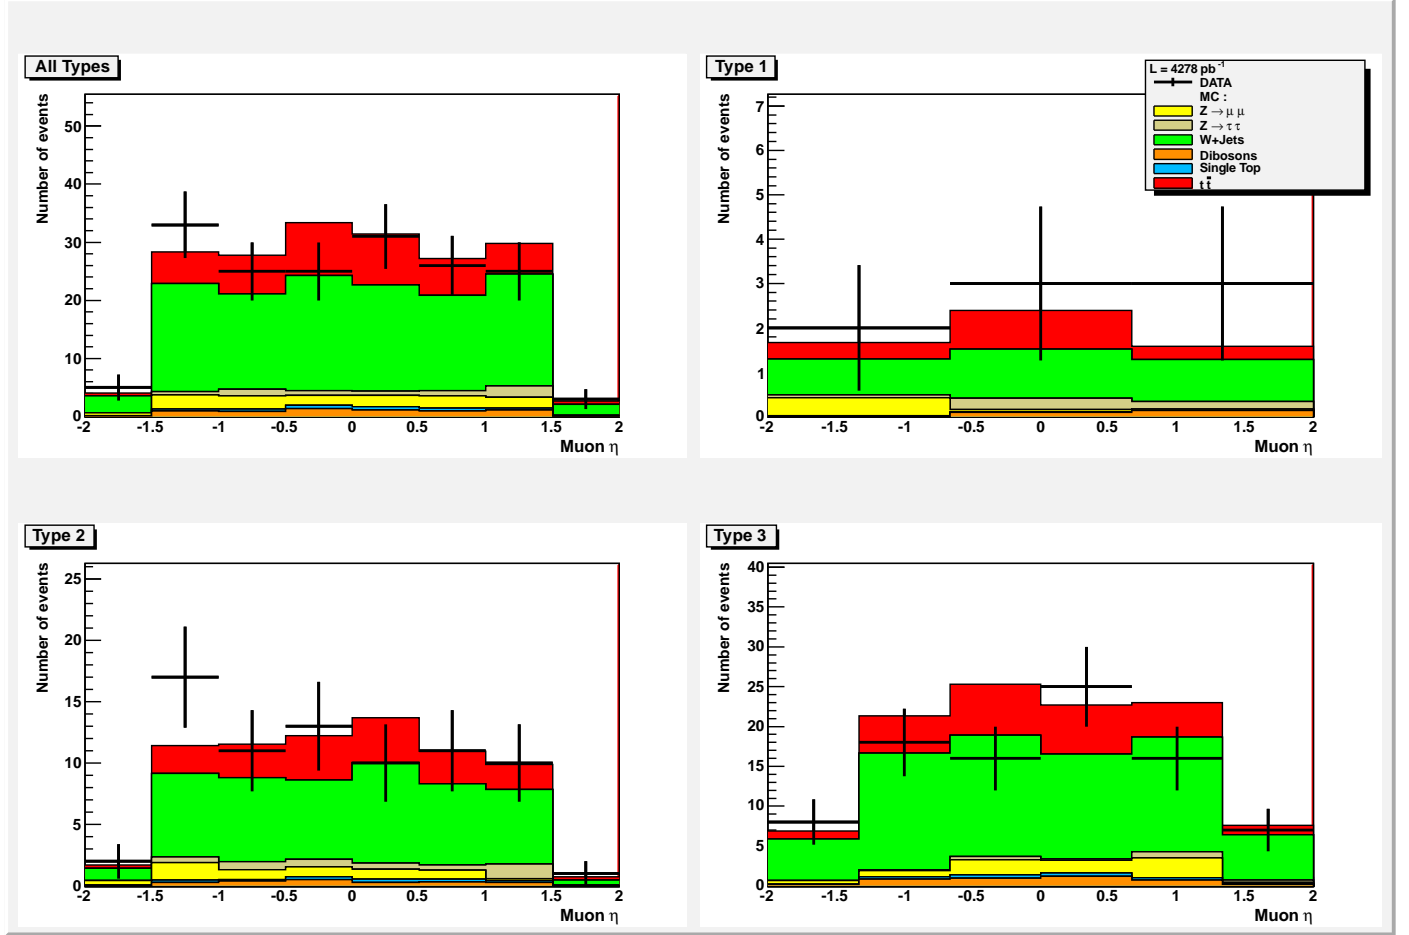 All Types
Number of events
50
40
30
20
10
0
-2 -1.5 -1 -0.5 0 0.5 1 1.5 2
Muon η
Type 1
L = 4278 pb⁻¹
DATA
MC :
Z → μ μ
Z → τ τ
W+Jets
Dibosons
Single Top
t t̄
Number of events
7
6
5
4
3
2
1
0
-2 -1.5 -1 -0.5 0 0.5 1 1.5 2
Muon η
Type 2
Number of events
25
20
15
10
5
0
-2 -1.5 -1 -0.5 0 0.5 1 1.5 2
Muon η
Type 3
Number of events
40
35
30
25
20
15
10
5
0
-2 -1.5 -1 -0.5 0 0.5 1 1.5 2
Muon η